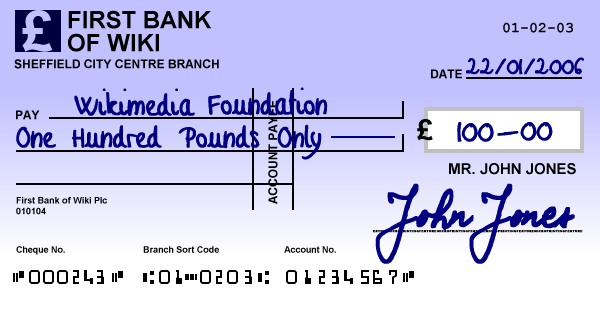 £ FIRST BANK
OF WIKI
SHEFFIELD CITY CENTRE BRANCH
01-02-03
DATE 22/01/2006
PAY Wikimedia Foundation
One Hundred Pounds Only
£ 100—00
ACCOUNT PAYEE
MR. JOHN JONES
First Bank of Wiki Plc
010104
John Jones
Cheque No. Branch Sort Code Account No.
⑈000243⑈ ⑆01⑉0203⑆ 01234567⑈